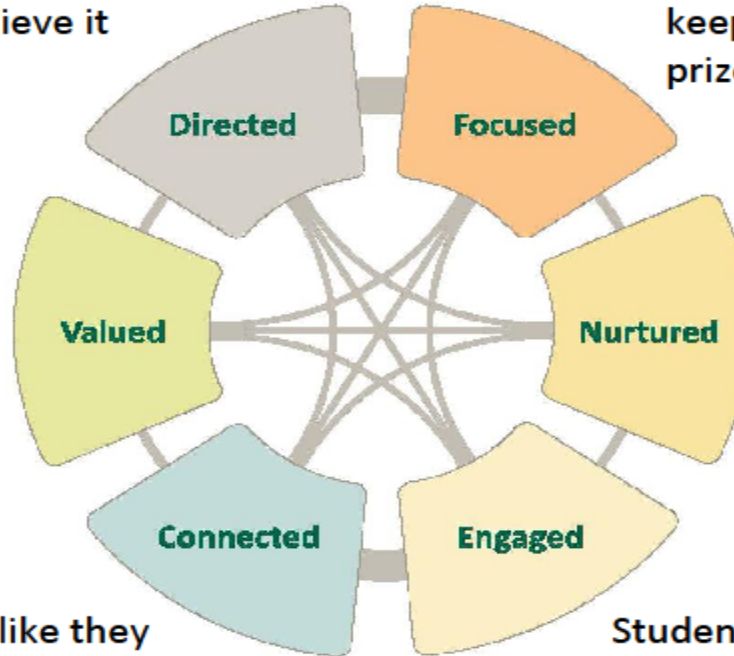 ieve it
keep
prize
Directed
Focused
Valued
Nurtured
Connected
Engaged
like they
Studen